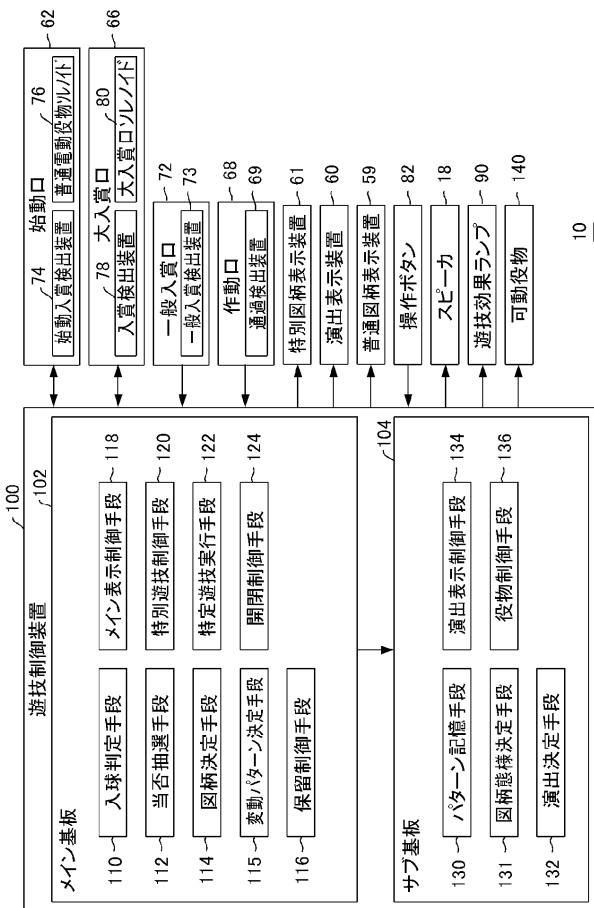 10
100
遊技制御装置
102
メイン基板
110 入球判定手段
112 当否抽選手段
114 図柄決定手段
115 変動パターン決定手段
116 保留制御手段
メイン表示制御手段 118
特別遊技制御手段 120
特定遊技実行手段 122
開閉制御手段 124
104
サブ基板
130 パターン記憶手段
131 図柄態様決定手段
132 演出決定手段
演出表示制御手段 134
役物制御手段 136
始動口 62
74 始動入賞検出装置
76 普通電動役物ソレノイド
大入賞口 66
78 入賞検出装置
80 大入賞口ソレノイド
一般入賞口 72
一般入賞検出装置 73
作動口 68
通過検出装置 69
特別図柄表示装置 61
演出表示装置 60
普通図柄表示装置 59
操作ボタン 82
スピーカ 18
遊技効果ランプ 90
可動役物 140